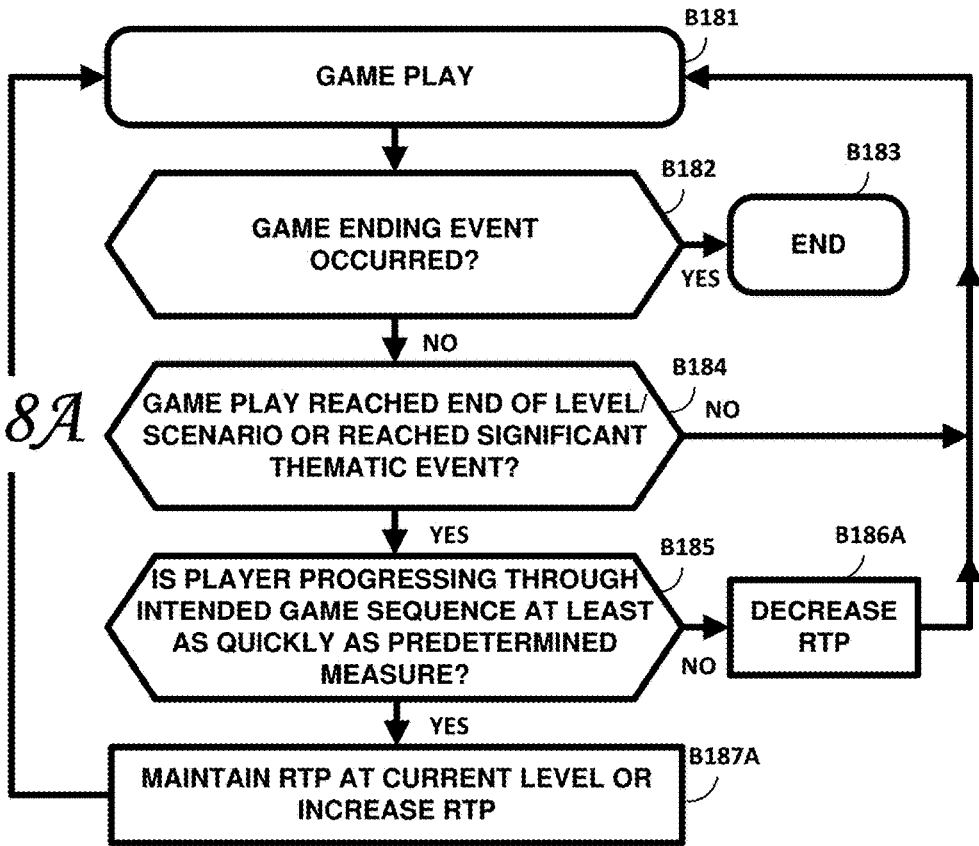 B181
GAME PLAY
B182
B183
GAME ENDING EVENT
OCCURRED?
END
YES
NO
B184
8A
GAME PLAY REACHED END OF LEVEL/
SCENARIO OR REACHED SIGNIFICANT
THEMATIC EVENT?
NO
YES
B185
B186A
IS PLAYER PROGRESSING THROUGH
INTENDED GAME SEQUENCE AT LEAST
AS QUICKLY AS PREDETERMINED
MEASURE?
DECREASE
RTP
NO
YES
B187A
MAINTAIN RTP AT CURRENT LEVEL OR
INCREASE RTP